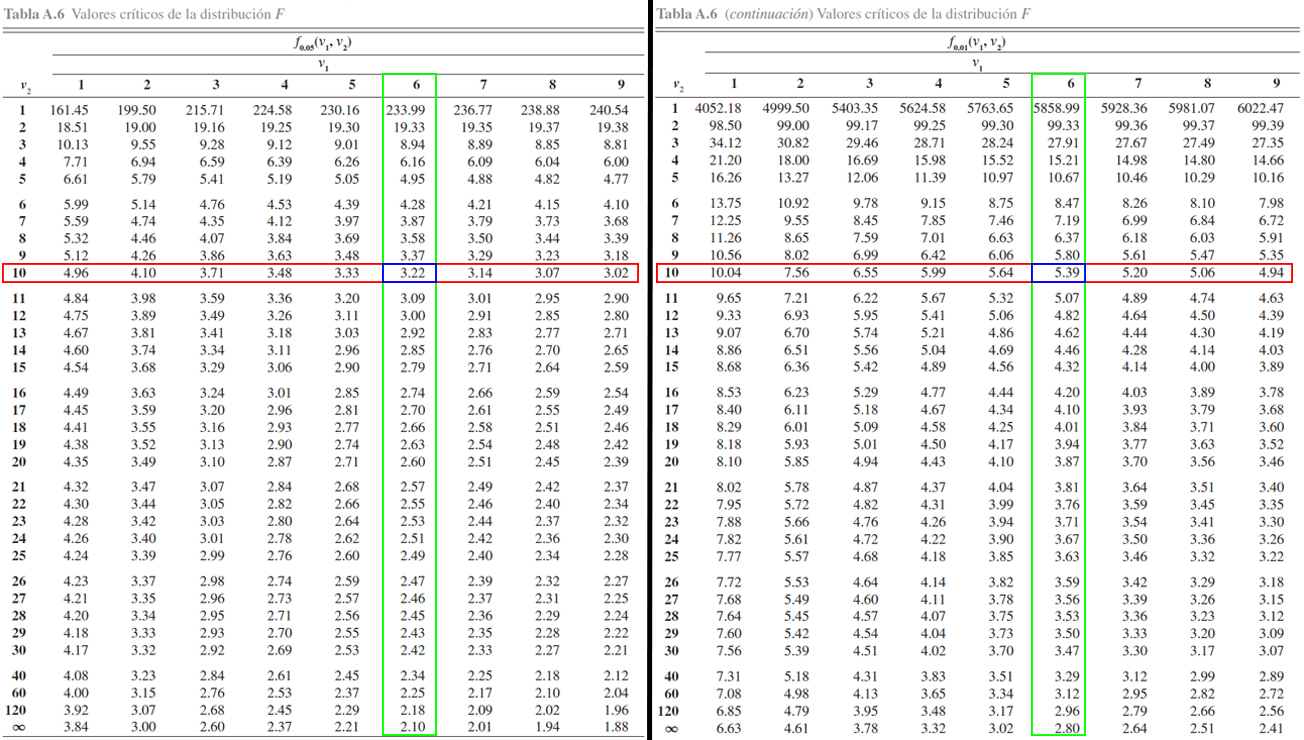 Tabla A.6 Valores críticos de la distribución F
f0.05(v1, v2)
v1
v2 1 2 3 4 5 6 7 8 9
1 161.45 199.50 215.71 224.58 230.16 233.99 236.77 238.88 240.54
2 18.51 19.00 19.16 19.25 19.30 19.33 19.35 19.37 19.38
3 10.13 9.55 9.28 9.12 9.01 8.94 8.89 8.85 8.81
4 7.71 6.94 6.59 6.39 6.26 6.16 6.09 6.04 6.00
5 6.61 5.79 5.41 5.19 5.05 4.95 4.88 4.82 4.77
6 5.99 5.14 4.76 4.53 4.39 4.28 4.21 4.15 4.10
7 5.59 4.74 4.35 4.12 3.97 3.87 3.79 3.73 3.68
8 5.32 4.46 4.07 3.84 3.69 3.58 3.50 3.44 3.39
9 5.12 4.26 3.86 3.63 3.48 3.37 3.29 3.23 3.18
10 4.96 4.10 3.71 3.48 3.33 3.22 3.14 3.07 3.02
11 4.84 3.98 3.59 3.36 3.20 3.09 3.01 2.95 2.90
12 4.75 3.89 3.49 3.26 3.11 3.00 2.91 2.85 2.80
13 4.67 3.81 3.41 3.18 3.03 2.92 2.83 2.77 2.71
14 4.60 3.74 3.34 3.11 2.96 2.85 2.76 2.70 2.65
15 4.54 3.68 3.29 3.06 2.90 2.79 2.71 2.64 2.59
16 4.49 3.63 3.24 3.01 2.85 2.74 2.66 2.59 2.54
17 4.45 3.59 3.20 2.96 2.81 2.70 2.61 2.55 2.49
18 4.41 3.55 3.16 2.93 2.77 2.66 2.58 2.51 2.46
19 4.38 3.52 3.13 2.90 2.74 2.63 2.54 2.48 2.42
20 4.35 3.49 3.10 2.87 2.71 2.60 2.51 2.45 2.39
21 4.32 3.47 3.07 2.84 2.68 2.57 2.49 2.42 2.37
22 4.30 3.44 3.05 2.82 2.66 2.55 2.46 2.40 2.34
23 4.28 3.42 3.03 2.80 2.64 2.53 2.44 2.37 2.32
24 4.26 3.40 3.01 2.78 2.62 2.51 2.42 2.36 2.30
25 4.24 3.39 2.99 2.76 2.60 2.49 2.40 2.34 2.28
26 4.23 3.37 2.98 2.74 2.59 2.47 2.39 2.32 2.27
27 4.21 3.35 2.96 2.73 2.57 2.46 2.37 2.31 2.25
28 4.20 3.34 2.95 2.71 2.56 2.45 2.36 2.29 2.24
29 4.18 3.33 2.93 2.70 2.55 2.43 2.35 2.28 2.22
30 4.17 3.32 2.92 2.69 2.53 2.42 2.33 2.27 2.21
40 4.08 3.23 2.84 2.61 2.45 2.34 2.25 2.18 2.12
60 4.00 3.15 2.76 2.53 2.37 2.25 2.17 2.10 2.04
120 3.92 3.07 2.68 2.45 2.29 2.18 2.09 2.02 1.96
∞ 3.84 3.00 2.60 2.37 2.21 2.10 2.01 1.94 1.88
Tabla A.6 (continuación) Valores críticos de la distribución F
f0.01(v1, v2)
v1
v2 1 2 3 4 5 6 7 8 9
1 4052.18 4999.50 5403.35 5624.58 5763.65 5858.99 5928.36 5981.07 6022.47
2 98.50 99.00 99.17 99.25 99.30 99.33 99.36 99.37 99.39
3 34.12 30.82 29.46 28.71 28.24 27.91 27.67 27.49 27.35
4 21.20 18.00 16.69 15.98 15.52 15.21 14.98 14.80 14.66
5 16.26 13.27 12.06 11.39 10.97 10.67 10.46 10.29 10.16
6 13.75 10.92 9.78 9.15 8.75 8.47 8.26 8.10 7.98
7 12.25 9.55 8.45 7.85 7.46 7.19 6.99 6.84 6.72
8 11.26 8.65 7.59 7.01 6.63 6.37 6.18 6.03 5.91
9 10.56 8.02 6.99 6.42 6.06 5.80 5.61 5.47 5.35
10 10.04 7.56 6.55 5.99 5.64 5.39 5.20 5.06 4.94
11 9.65 7.21 6.22 5.67 5.32 5.07 4.89 4.74 4.63
12 9.33 6.93 5.95 5.41 5.06 4.82 4.64 4.50 4.39
13 9.07 6.70 5.74 5.21 4.86 4.62 4.44 4.30 4.19
14 8.86 6.51 5.56 5.04 4.69 4.46 4.28 4.14 4.03
15 8.68 6.36 5.42 4.89 4.56 4.32 4.14 4.00 3.89
16 8.53 6.23 5.29 4.77 4.44 4.20 4.03 3.89 3.78
17 8.40 6.11 5.18 4.67 4.34 4.10 3.93 3.79 3.68
18 8.29 6.01 5.09 4.58 4.25 4.01 3.84 3.71 3.60
19 8.18 5.93 5.01 4.50 4.17 3.94 3.77 3.63 3.52
20 8.10 5.85 4.94 4.43 4.10 3.87 3.70 3.56 3.46
21 8.02 5.78 4.87 4.37 4.04 3.81 3.64 3.51 3.40
22 7.95 5.72 4.82 4.31 3.99 3.76 3.59 3.45 3.35
23 7.88 5.66 4.76 4.26 3.94 3.71 3.54 3.41 3.30
24 7.82 5.61 4.72 4.22 3.90 3.67 3.50 3.36 3.26
25 7.77 5.57 4.68 4.18 3.85 3.63 3.46 3.32 3.22
26 7.72 5.53 4.64 4.14 3.82 3.59 3.42 3.29 3.18
27 7.68 5.49 4.60 4.11 3.78 3.56 3.39 3.26 3.15
28 7.64 5.45 4.57 4.07 3.75 3.53 3.36 3.23 3.12
29 7.60 5.42 4.54 4.04 3.73 3.50 3.33 3.20 3.09
30 7.56 5.39 4.51 4.02 3.70 3.47 3.30 3.17 3.07
40 7.31 5.18 4.31 3.83 3.51 3.29 3.12 2.99 2.89
60 7.08 4.98 4.13 3.65 3.34 3.12 2.95 2.82 2.72
120 6.85 4.79 3.95 3.48 3.17 2.96 2.79 2.66 2.56
∞ 6.63 4.61 3.78 3.32 3.02 2.80 2.64 2.51 2.41